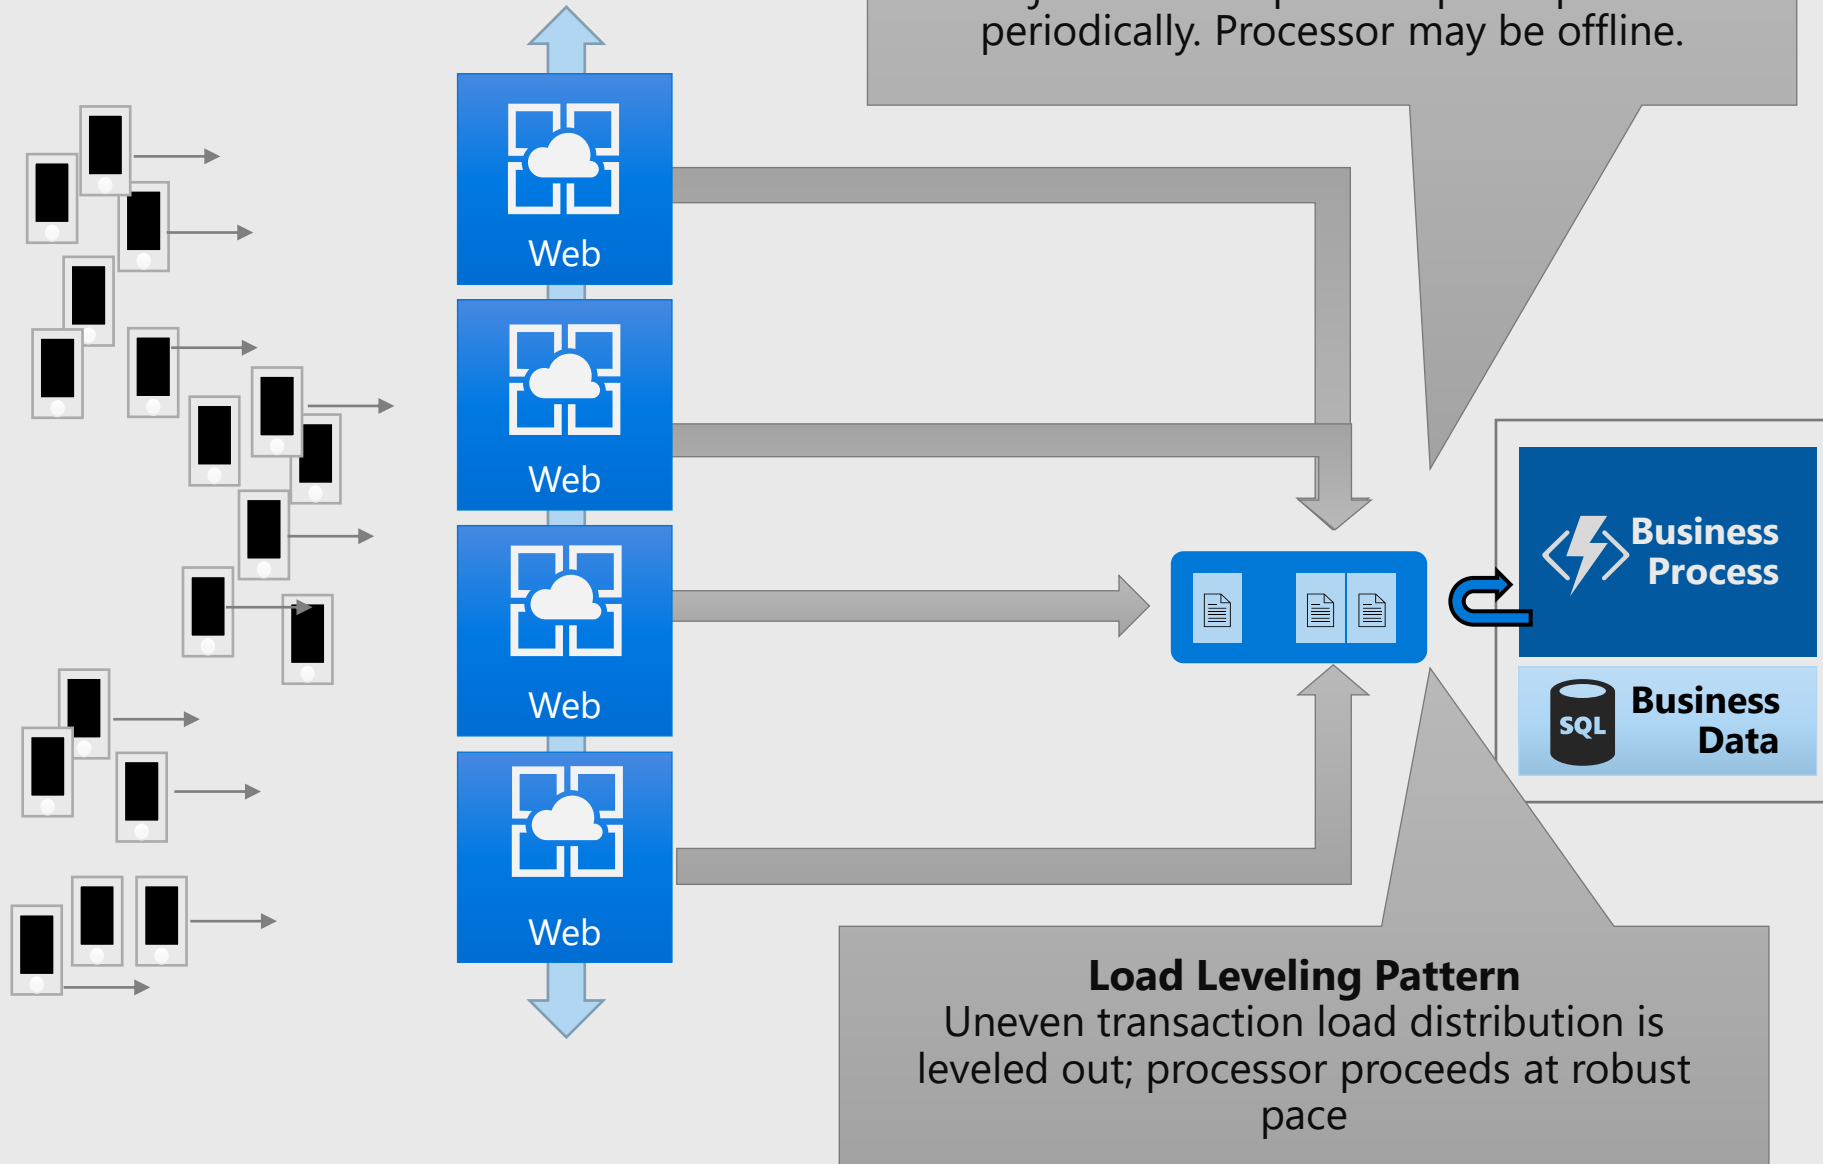 periodically. Processor may be offline.
Web
Web
Web
Web
Business
Process
SQL
Business
Data
Load Leveling Pattern
Uneven transaction load distribution is
leveled out; processor proceeds at robust
pace